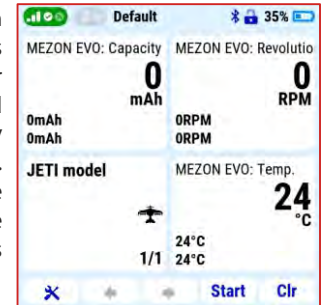 Default 35%
MEZON EVO: Capacity
0
mAh
0mAh
0mAh
MEZON EVO: Revolutio
0
RPM
0RPM
0RPM
JETI model
1/1
MEZON EVO: Temp.
24
°C
24°C
24°C
Start Clr